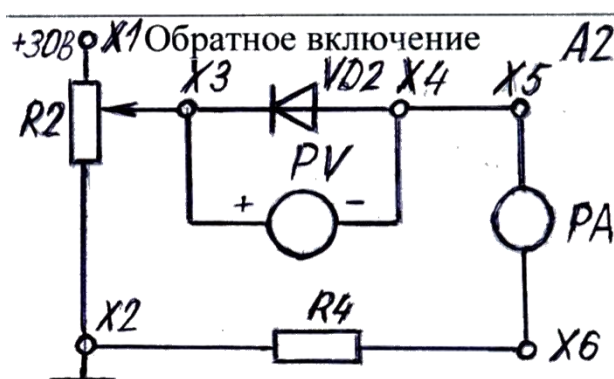 +30В X1 Обратное включение A2
X3 VD2 X4 X5
R2
PV
+ -
PA
X2 R4 X6